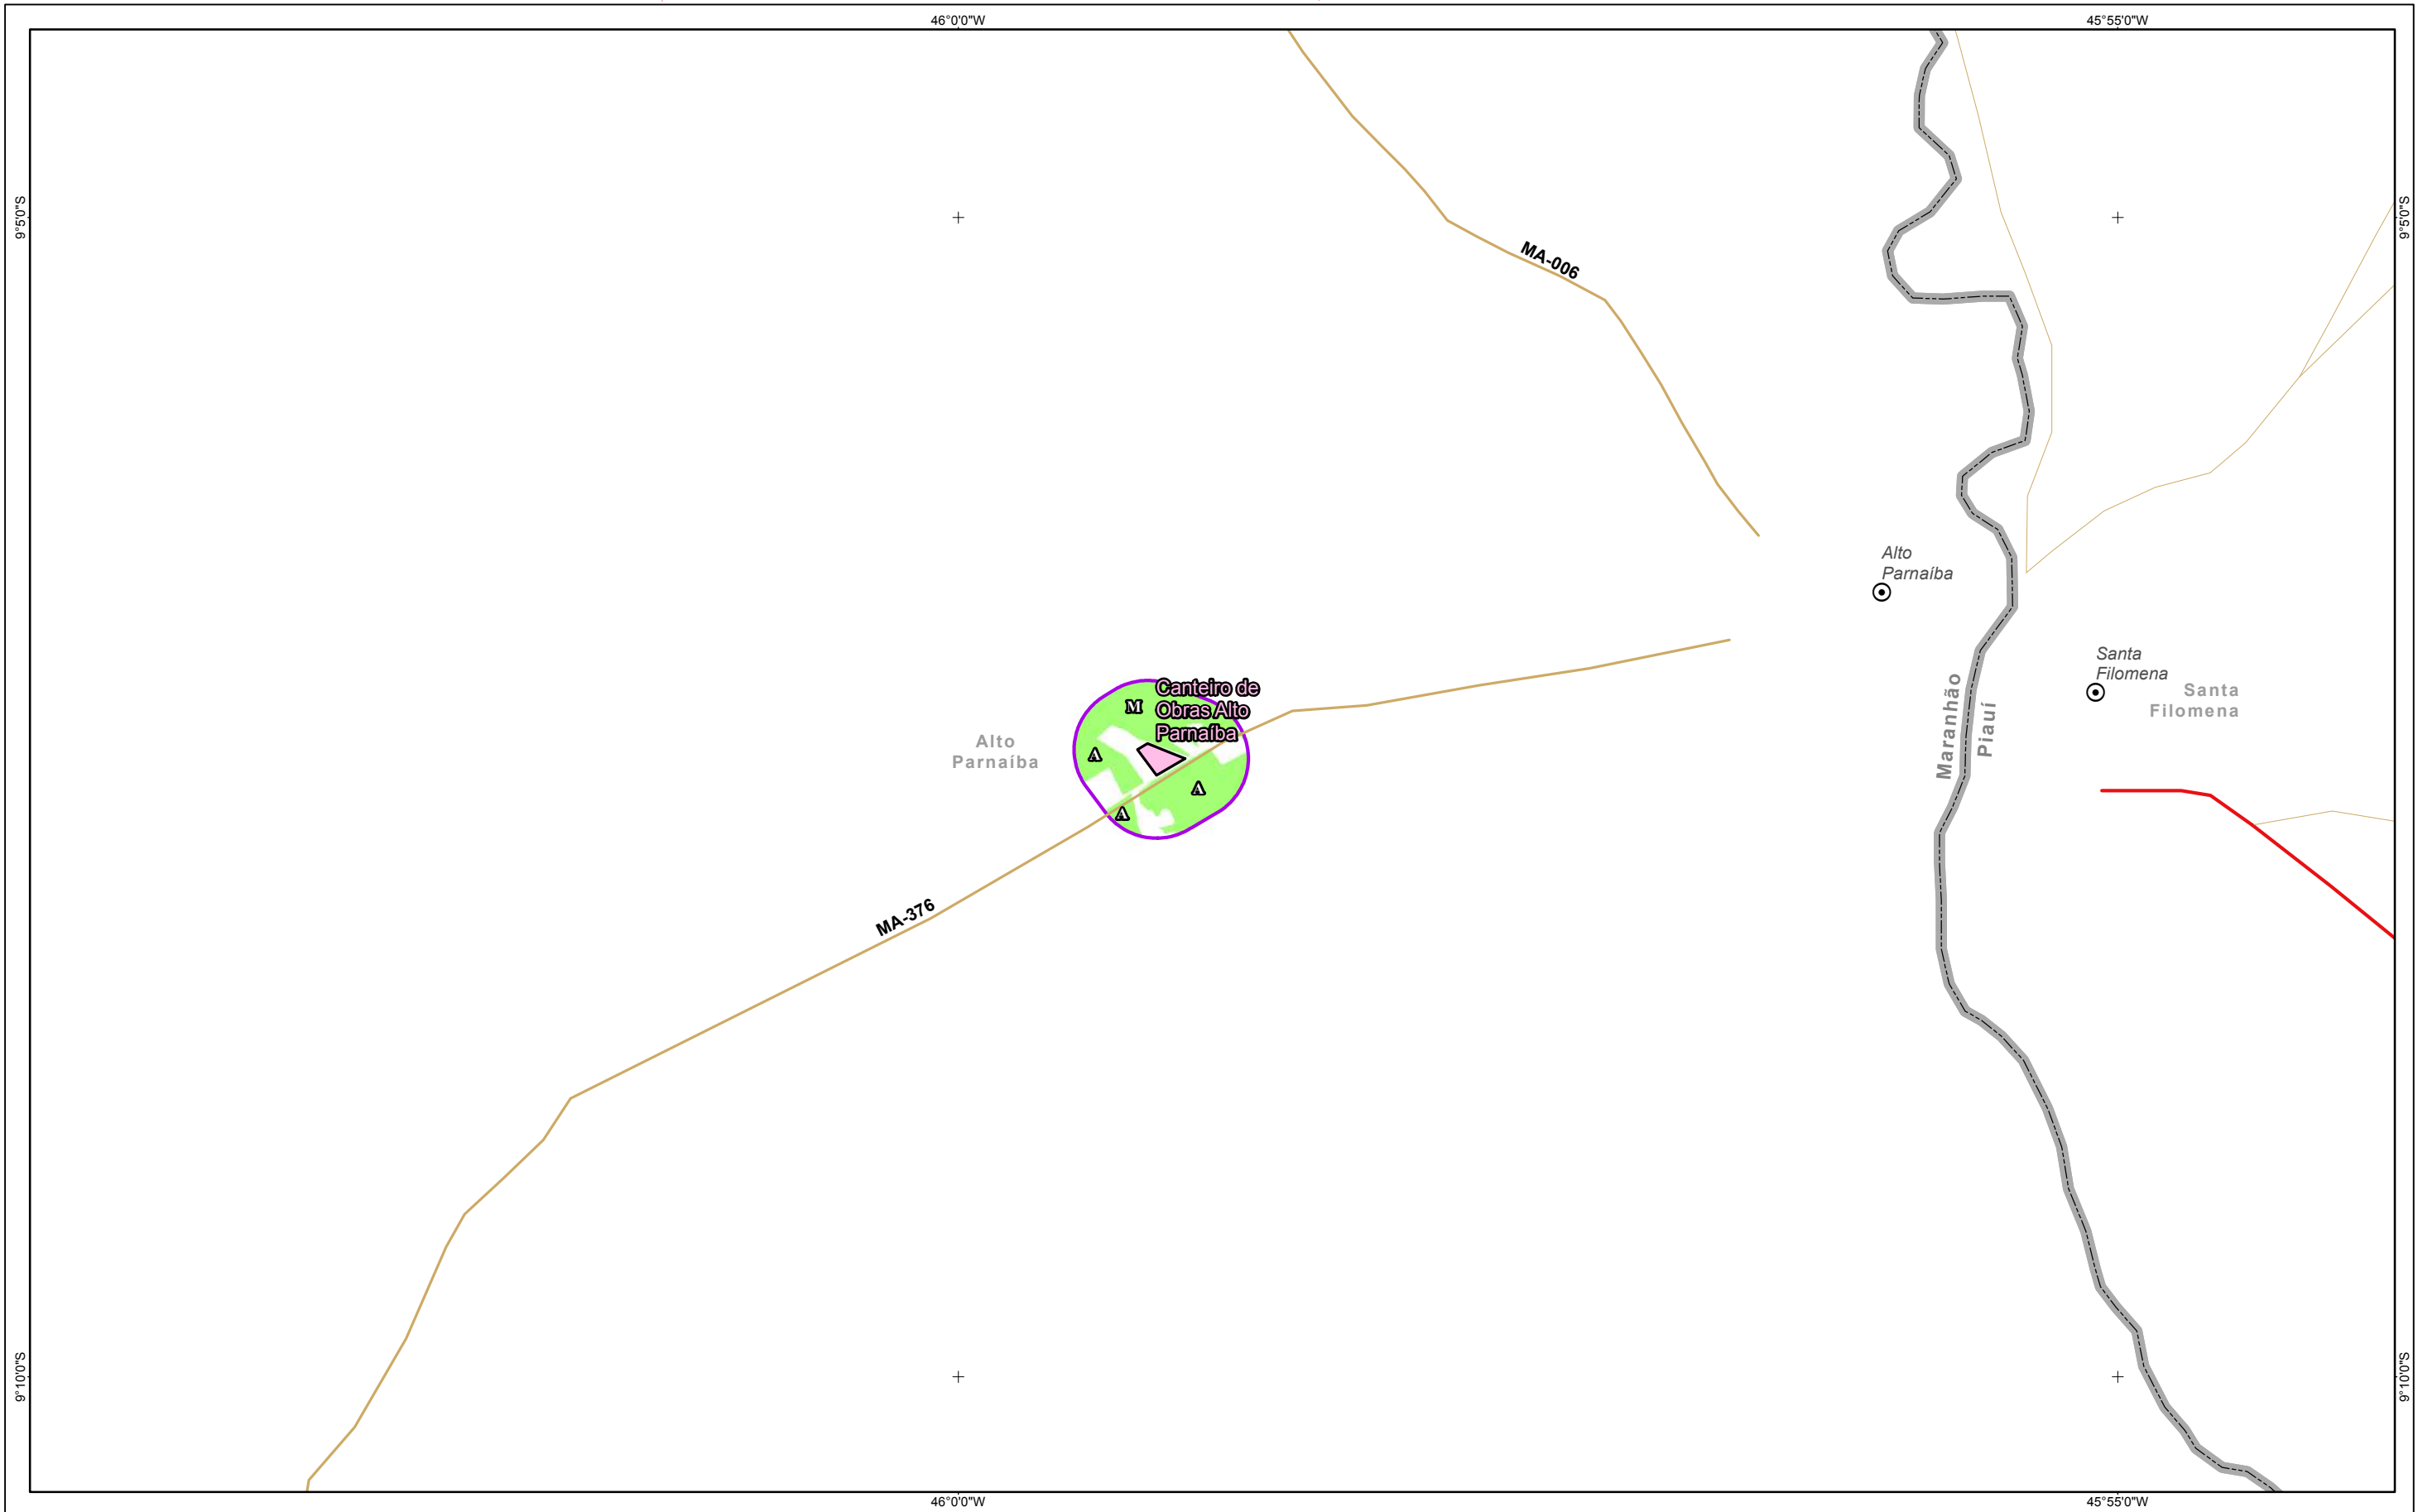 46°0'0"W
45°55'0"W
9°5'0"S
9°5'0"S
MA-006
Alto
Parnaíba
Santa
Filomena
Santa
Filomena
Maranhão
Piauí
Canteiro de
Obras Alto
Parnaíba
M
A
A
A
Alto
Parnaíba
MA-376
9°10'0"S
9°10'0"S
46°0'0"W
45°55'0"W